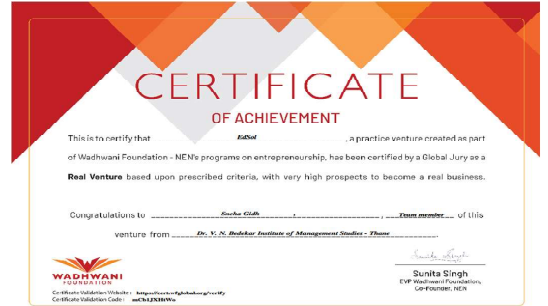 CERTIFICATE
OF ACHIEVEMENT
This is to certify that EdSol , a practice venture created as part
of Wadhwani Foundation - NEN's programs on entrepreneurship, has been certified by a Global Jury as a
Real Venture based upon prescribed criteria, with very high prospects to become a real business.
Congratulations to Sneha Gidh , Team member of this
venture from Dr. V. N. Bedekar Institute of Management Studies - Thane
WADHWANI
FOUNDATION
Sunita Singh
EVP Wadhwani Foundation,
Co-Founder, NEN
Certificate Validation Website :
Certificate Validation Code :